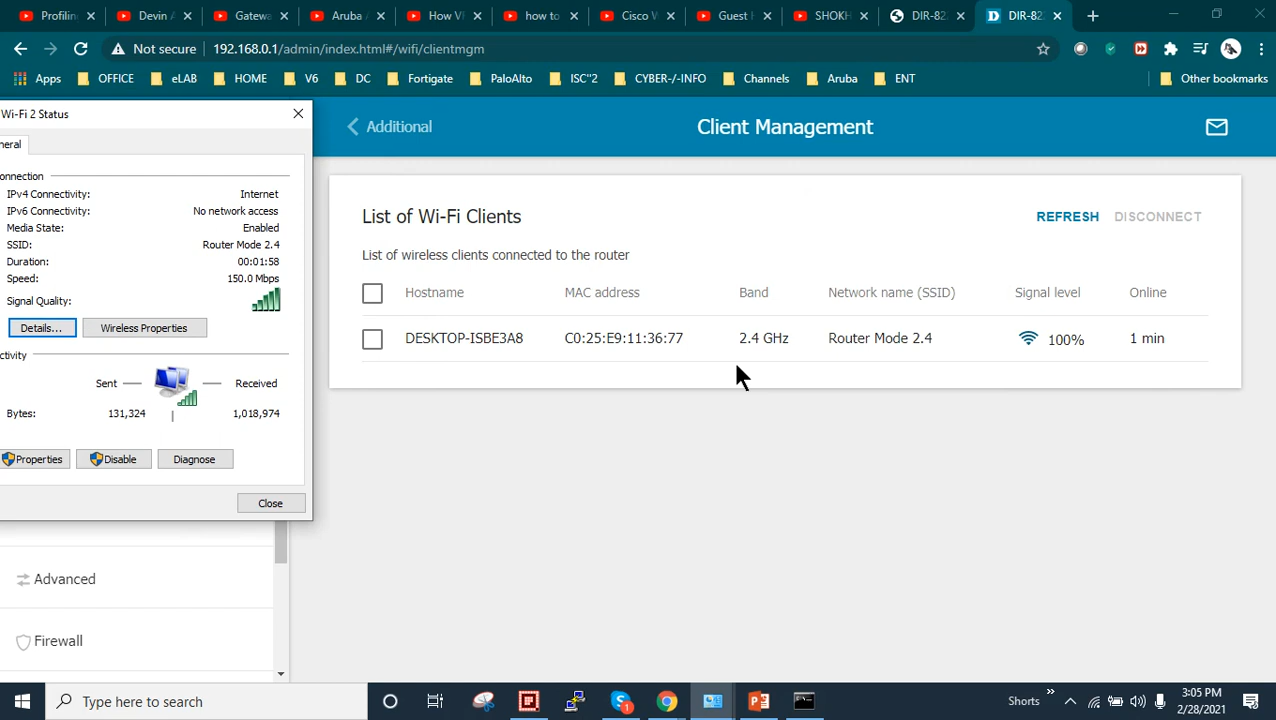 Profilin
Devin A
Gatewa
Aruba /
How VF
how to
Cisco W
Guest H
SHOKH
DIR-82
DIR-82
Not secure
192.168.0.1/admin/index.html#/wifi/clientmgm
Apps
OFFICE
eLAB
HOME
V6
DC
Fortigate
PaloAlto
ISC"2
CYBER-/-INFO
Channels
Aruba
ENT
Other bookmarks
Wi-Fi 2 Status
neral
onnection
IPv4 Connectivity: Internet
IPv6 Connectivity: No network access
Media State: Enabled
SSID: Router Mode 2.4
Duration: 00:01:58
Speed: 150.0 Mbps
Signal Quality:
Details...
Wireless Properties
ctivity
Sent
Received
Bytes: 131,324 1,018,974
Properties
Disable
Diagnose
Close
Advanced
Firewall
Additional
Client Management
List of Wi-Fi Clients
REFRESH
DISCONNECT
List of wireless clients connected to the router
Hostname MAC address Band Network name (SSID) Signal level Online
DESKTOP-ISBE3A8 C0:25:E9:11:36:77 2.4 GHz Router Mode 2.4 100% 1 min
Type here to search
Shorts
3:05 PM
2/28/2021